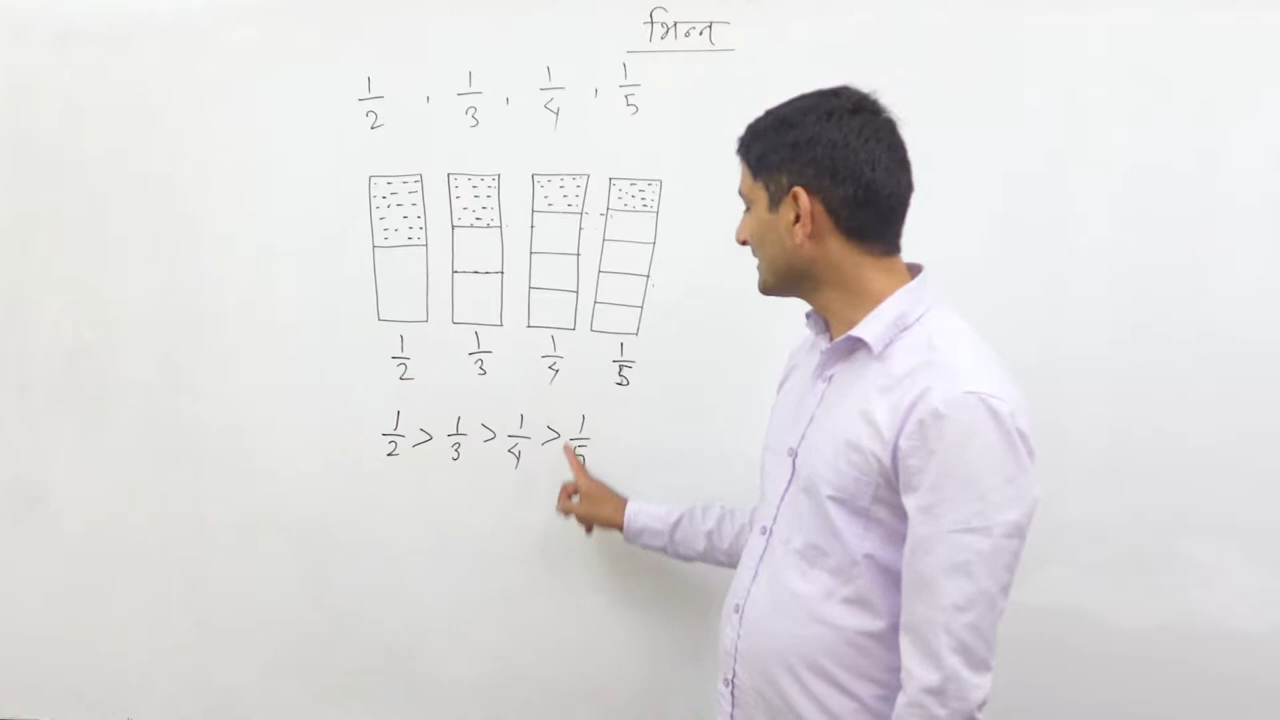 भिन्न
1/2 , 1/3 , 1/4 , 1/5
1/2 1/3 1/4 1/5
1/2 > 1/3 > 1/4 > 1/5